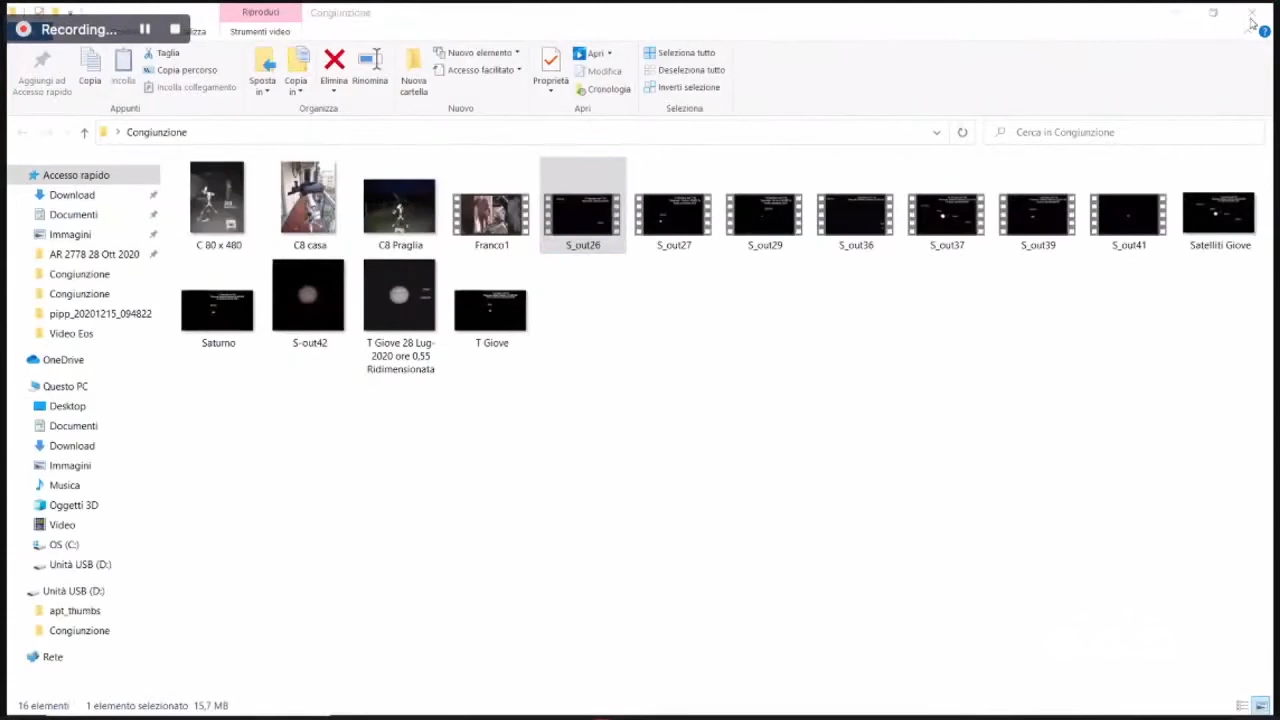 Recording...
Riproduci
Congiunzione
Strumenti video
Aggiungi ad
Accesso rapido
Copia
Incolla
Taglia
Copia percorso
Incolla collegamento
Appunti
Sposta
in
Copia
in
Elimina
Rinomina
Organizza
Nuova
cartella
Nuovo elemento
Accesso facilitato
Nuovo
Proprietà
Apri
Modifica
Cronologia
Apri
Seleziona tutto
Deseleziona tutto
Inverti selezione
Seleziona
Congiunzione
Cerca in Congiunzione
Accesso rapido
Download
Documenti
Immagini
AR 2778 28 Ott 2020
Congiunzione
Congiunzione
pipp_20201215_094822
Video Eos
OneDrive
Questo PC
Desktop
Documenti
Download
Immagini
Musica
Oggetti 3D
Video
OS (C:)
Unità USB (D:)
Unità USB (D:)
apt_thumbs
Congiunzione
Rete
C 80 x 480
C8 casa
C8 Praglia
Franco1
S_out26
S_out27
S_out29
S_out36
S_out37
S_out39
S_out41
Satelliti Giove
Saturno
S-out42
T Giove 28 Lug-
2020 ore 0,55
Ridimensionata
T Giove
16 elementi
1 elemento selezionato 15,7 MB